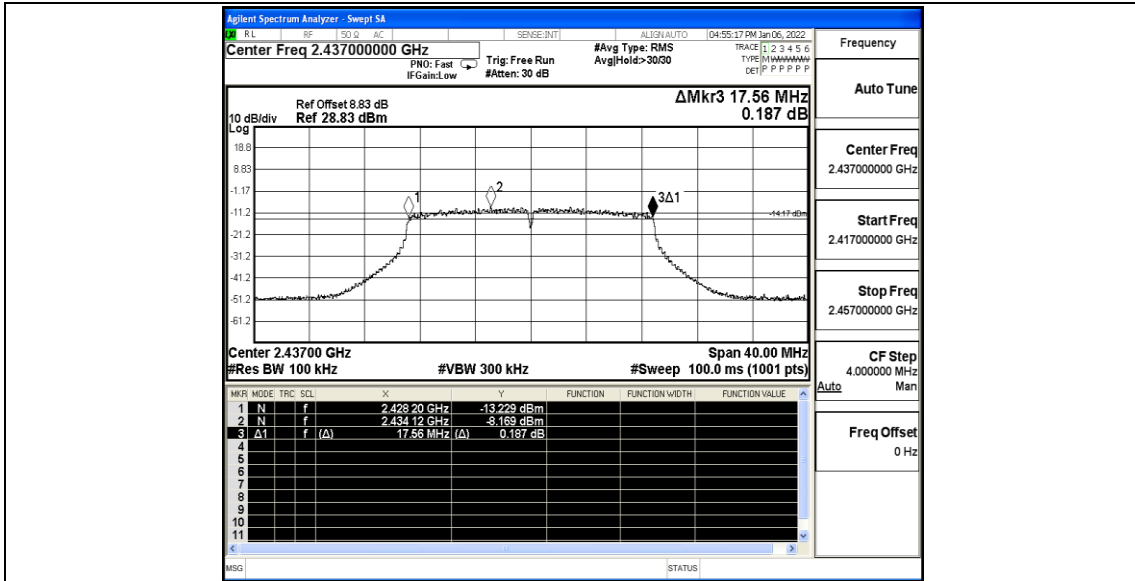 Agilent Spectrum Analyzer - Swept SA
LXI RL RF 50 Ω AC SENSE:INT ALIGNAUTO 04:55:17 PM Jan 06, 2022
Center Freq 2.437000000 GHz
PNO: Fast
IFGain:Low
Trig: Free Run
#Atten: 30 dB
#Avg Type: RMS
Avg|Hold:>30/30
TRACE 1 2 3 4 5 6
TYPE M
DET P P P P P P
ΔMkr3 17.56 MHz
0.187 dB
Ref Offset 8.83 dB
10 dB/div Ref 28.83 dBm
Log
18.8
8.83
-1.17
-11.2
-21.2
-31.2
-41.2
-51.2
-61.2
1
2
3Δ1
-14.17 dBm
Center 2.43700 GHz Span 40.00 MHz
#Res BW 100 kHz #VBW 300 kHz #Sweep 100.0 ms (1001 pts)
MKR MODE TRC SCL X Y FUNCTION FUNCTION WIDTH FUNCTION VALUE
1 N f 2.428 20 GHz -13.229 dBm
2 N f 2.434 12 GHz -8.169 dBm
3 Δ1 f (Δ) 17.56 MHz (Δ) 0.187 dB
4
5
6
7
8
9
10
11
MSG STATUS
Frequency
Auto Tune
Center Freq
2.437000000 GHz
Start Freq
2.417000000 GHz
Stop Freq
2.457000000 GHz
CF Step
4.000000 MHz
Auto Man
Freq Offset
0 Hz